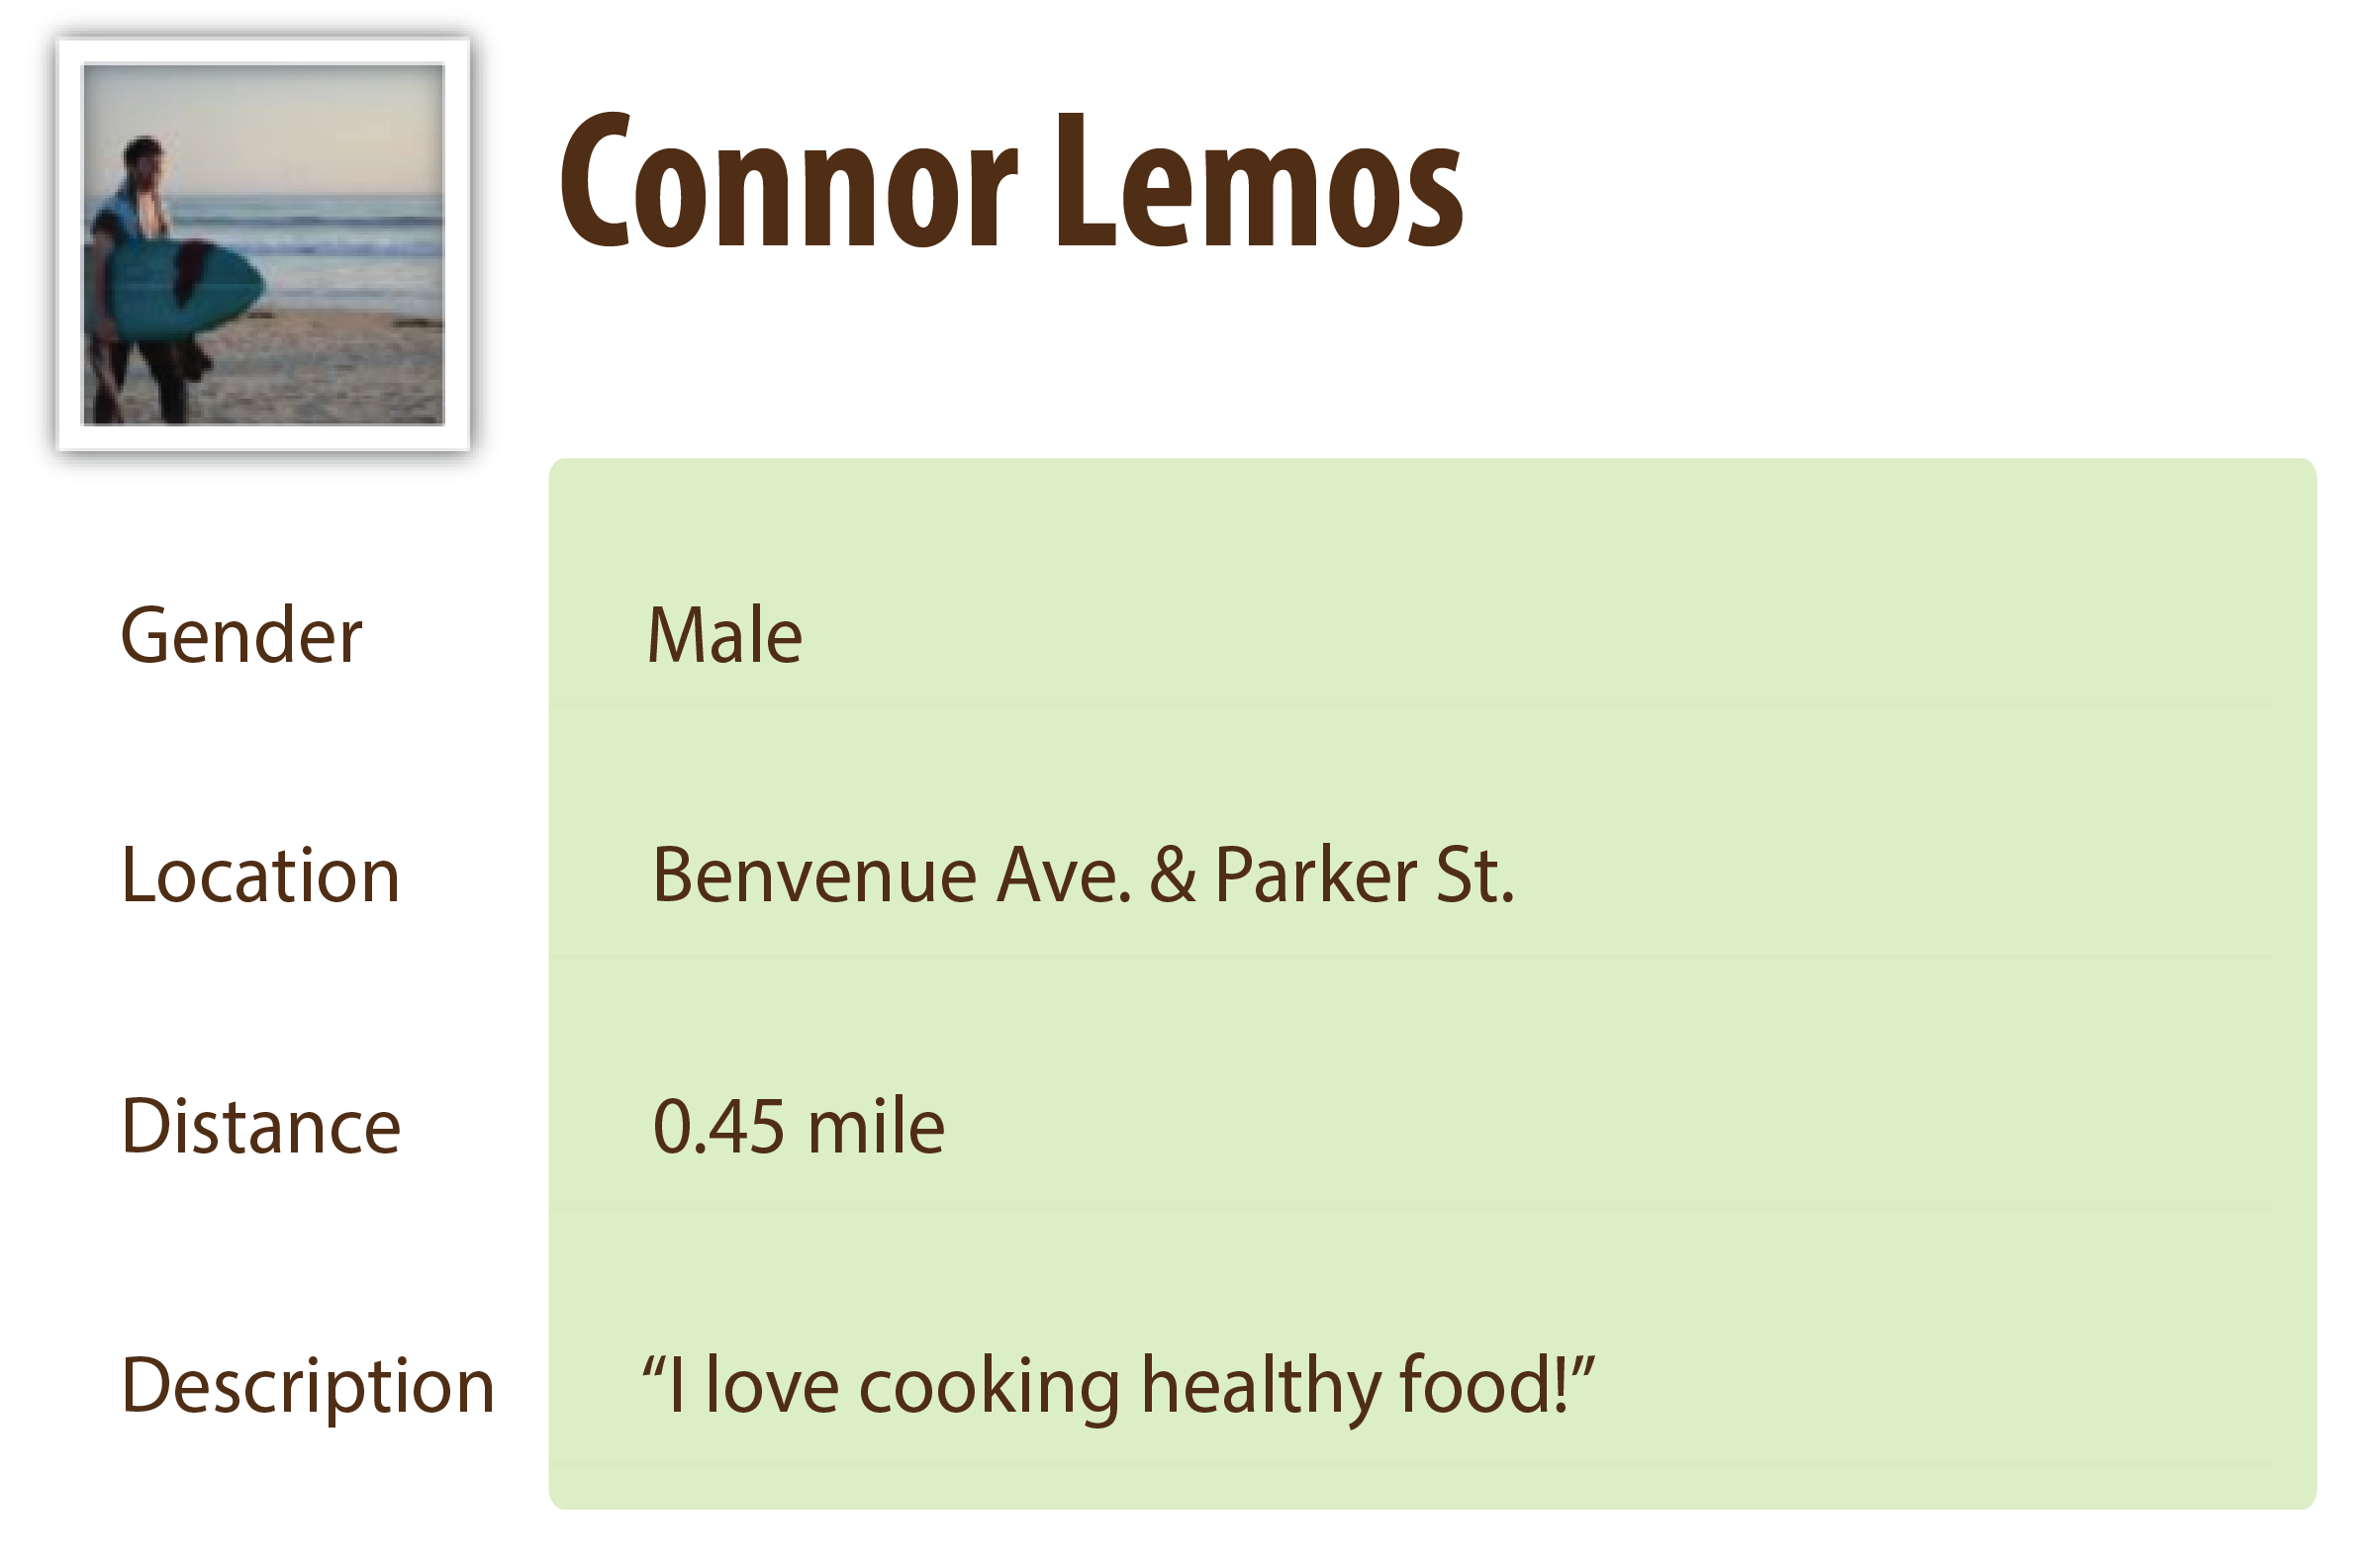 Connor Lemos
Gender Male
Location Benvenue Ave. & Parker St.
Distance 0.45 mile
Description “I love cooking healthy food!”